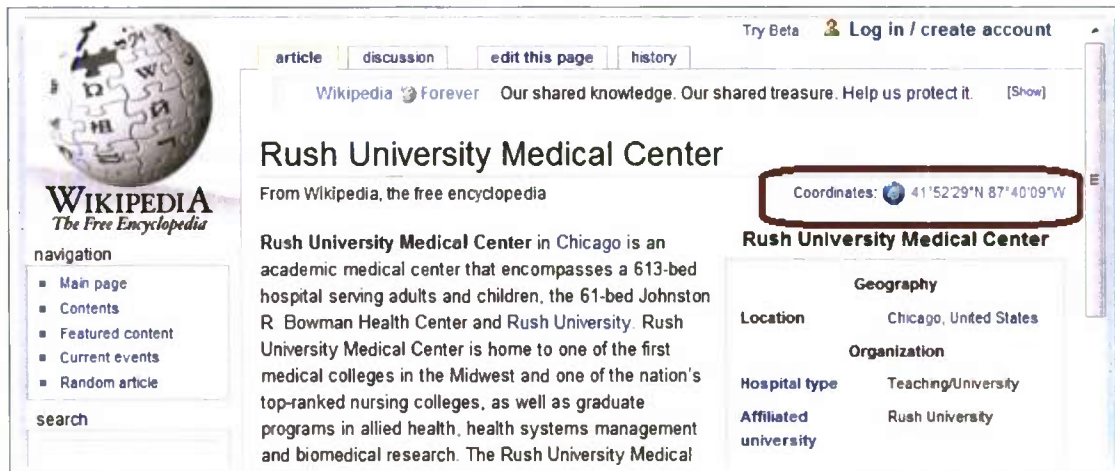 Try Beta Log in / create account
article discussion edit this page history
Wikipedia Forever Our shared knowledge. Our shared treasure. Help us protect it. [Show]
WIKIPEDIA
The Free Encyclopedia
navigation
Main page
Contents
Featured content
Current events
Random article
search
Rush University Medical Center
From Wikipedia, the free encyclopedia
Coordinates: 41°52′29″N 87°40′09″W
Rush University Medical Center in Chicago is an
academic medical center that encompasses a 613-bed
hospital serving adults and children, the 61-bed Johnston
R. Bowman Health Center and Rush University. Rush
University Medical Center is home to one of the first
medical colleges in the Midwest and one of the nation's
top-ranked nursing colleges, as well as graduate
programs in allied health, health systems management
and biomedical research. The Rush University Medical
Rush University Medical Center
Geography
Location Chicago, United States
Organization
Hospital type Teaching/University
Affiliated Rush University
university